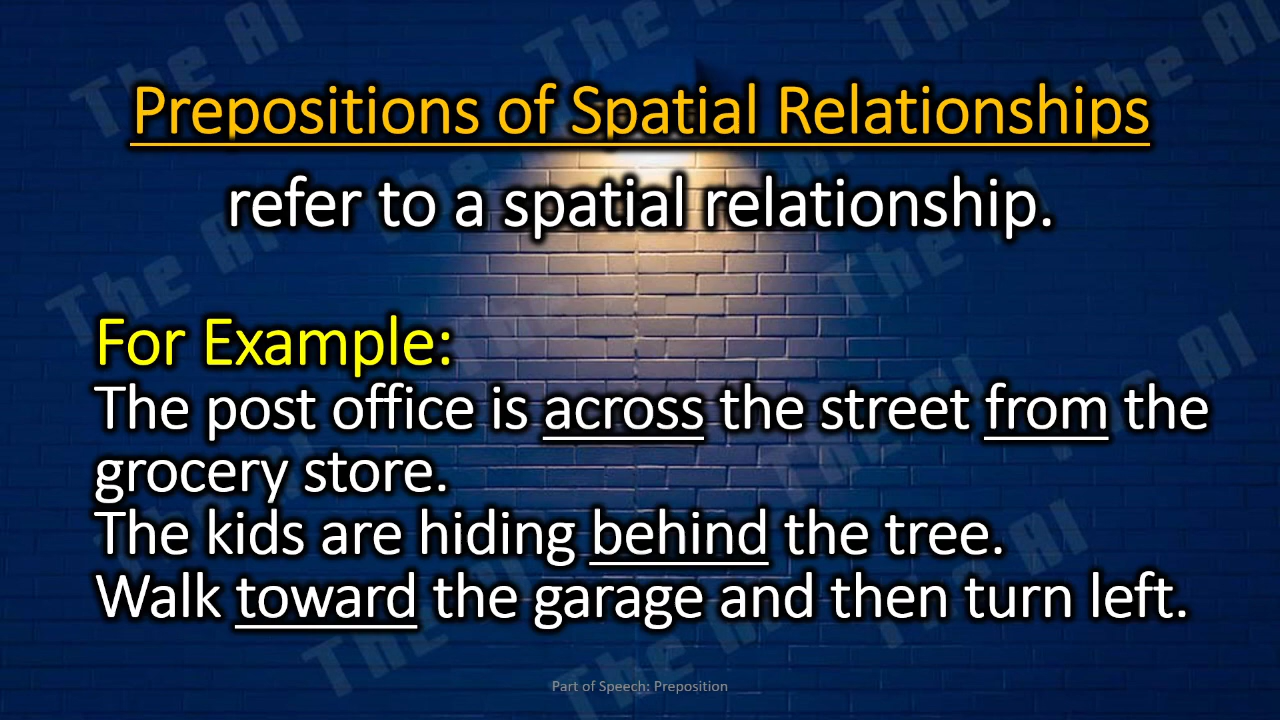 Prepositions of Spatial Relationships
refer to a spatial relationship.
For Example:
The post office is across the street from the
grocery store.
The kids are hiding behind the tree.
Walk toward the garage and then turn left.
Part of Speech: Preposition